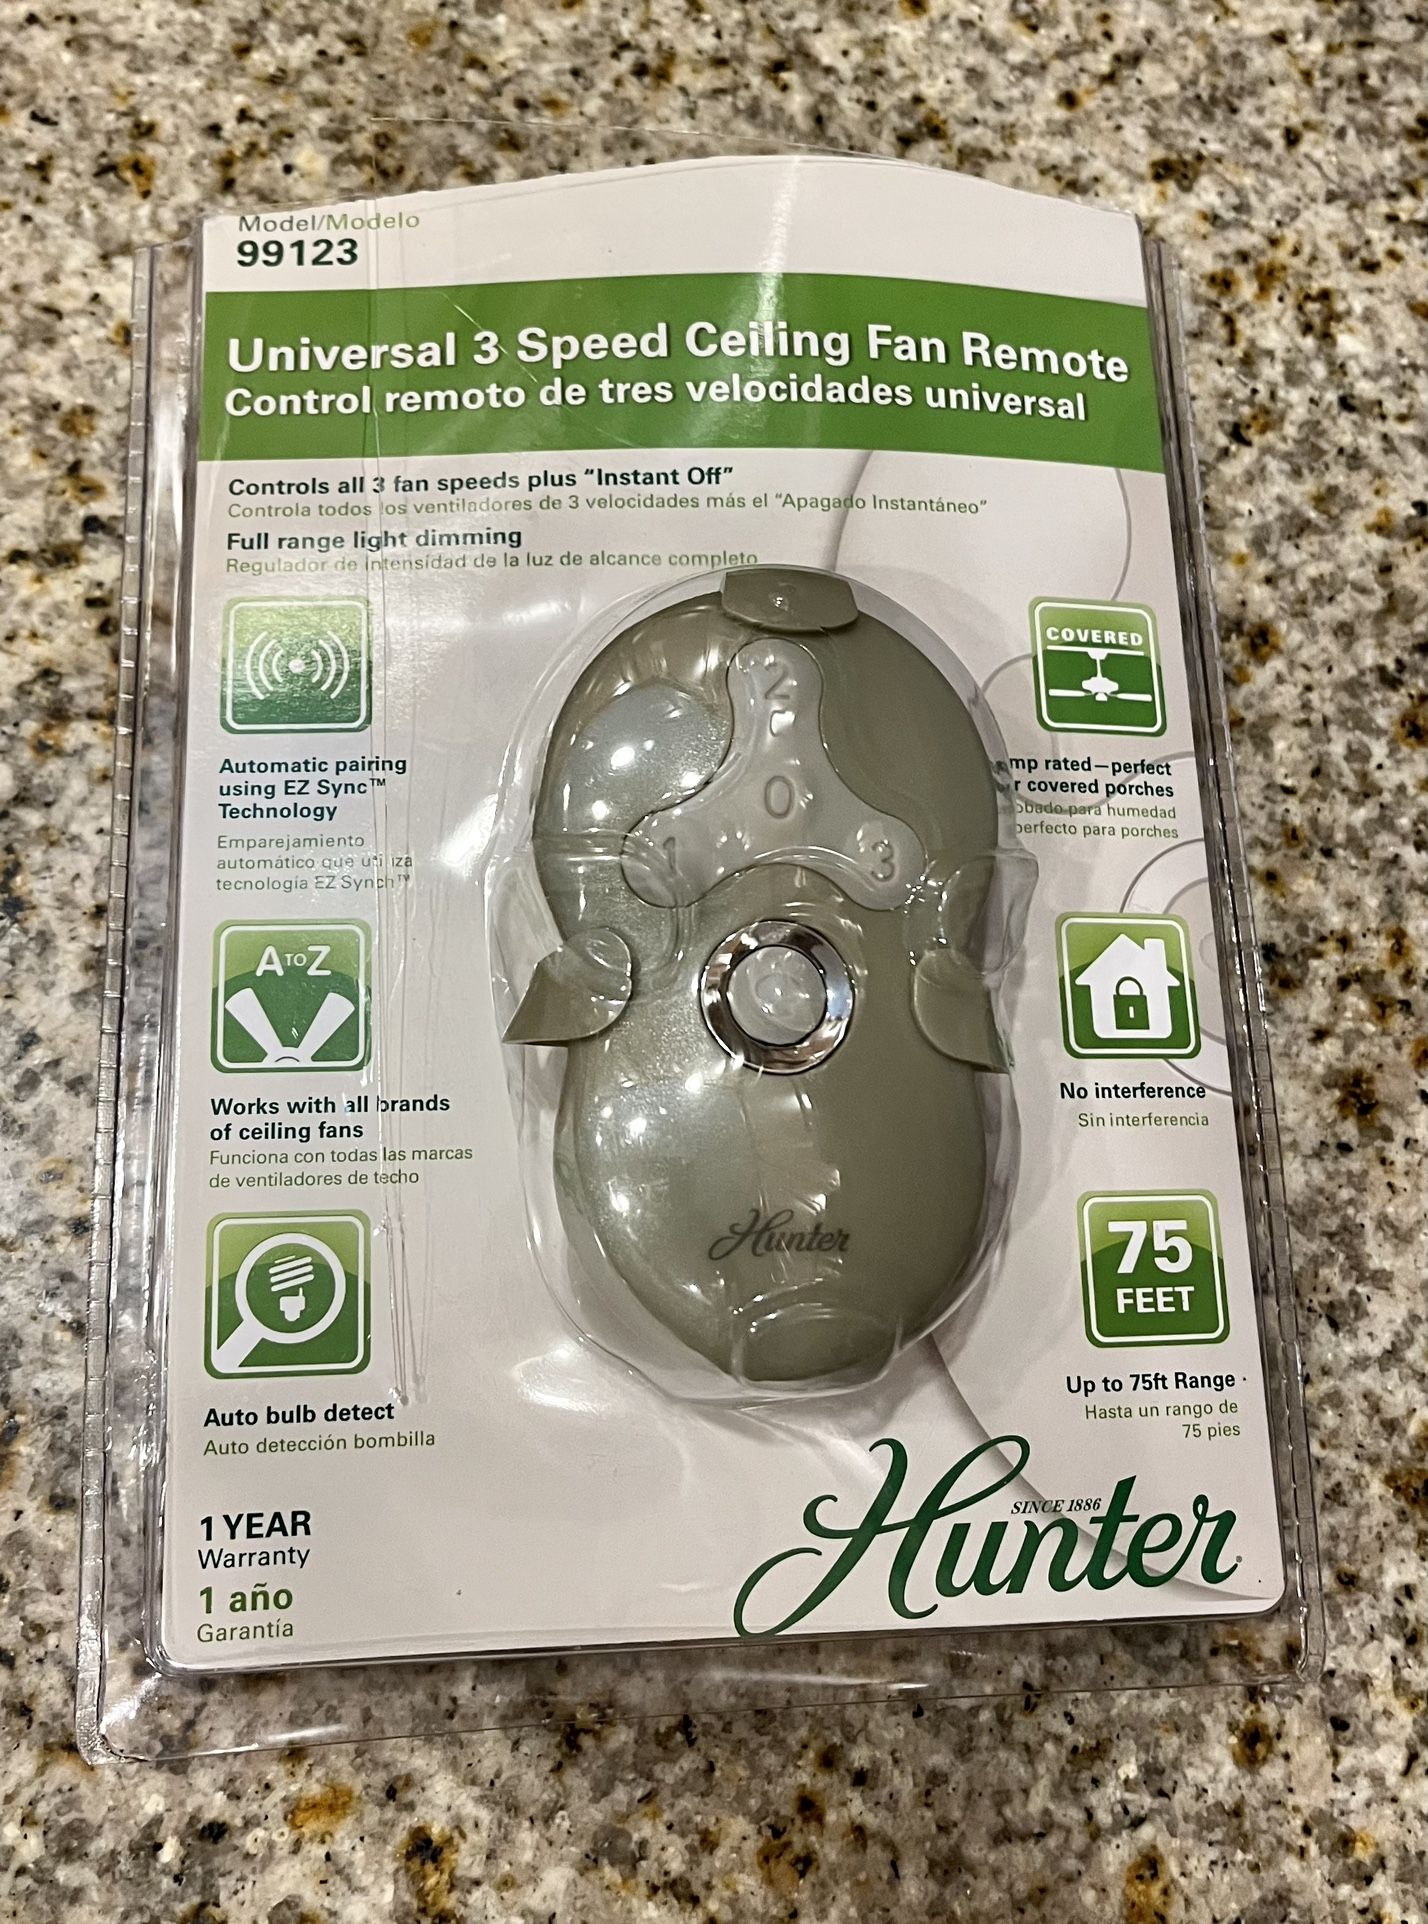 Model/Modelo
99123
Universal 3 Speed Ceiling Fan Remote
Control remoto de tres velocidades universal
Controls all 3 fan speeds plus “Instant Off”
Controla todos los ventiladores de 3 velocidades más el “Apagado Instantáneo”
Full range light dimming
Regulador de intensidad de la luz de alcance completo
Automatic pairing
using EZ Sync™
Technology
Emparejamiento
automático que utiliza
tecnología EZ Synch™
A TO Z
Works with all brands
of ceiling fans
Funciona con todas las marcas
de ventiladores de techo
Auto bulb detect
Auto detección bombilla
1 YEAR
Warranty
1 año
Garantía
2
0
1
3
Hunter
COVERED
rated—perfect
covered porches
para humedad
perfecto para porches
No interference
Sin interferencia
75
FEET
Up to 75ft Range
Hasta un rango de
75 pies
SINCE 1886
Hunter